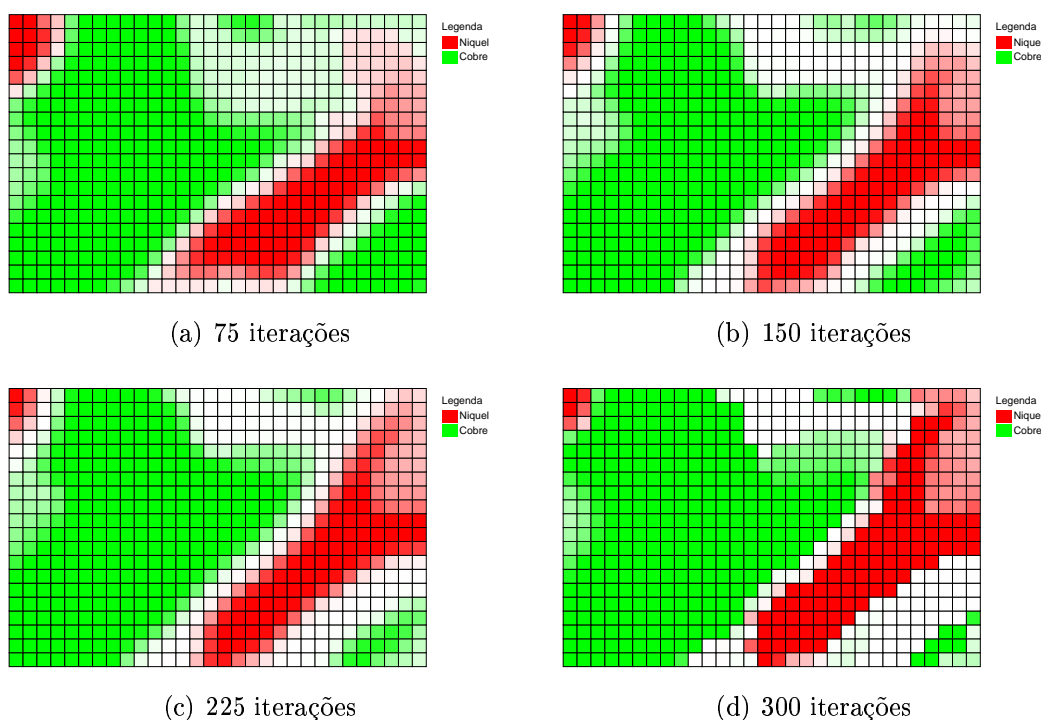 Legenda
Niquel
Cobre
(a) 75 iterações
Legenda
Nique
Cobre
(b) 150 iterações
Legenda
Niquel
Cobre
(c) 225 iterações
Legenda
Nique
Cobre
(d) 300 iterações